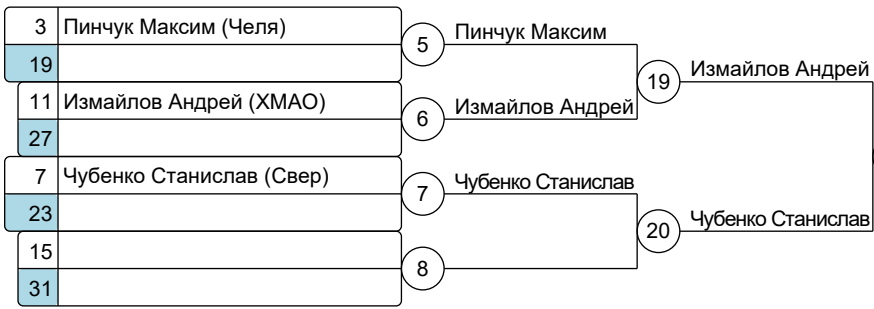 3 Пинчук Максим (Челя)
19
5 Пинчук Максим
11 Измайлов Андрей (ХМАО)
27
6 Измайлов Андрей
19 Измайлов Андрей
7 Чубенко Станислав (Свер)
23
7 Чубенко Станислав
15
31
8
20 Чубенко Станислав